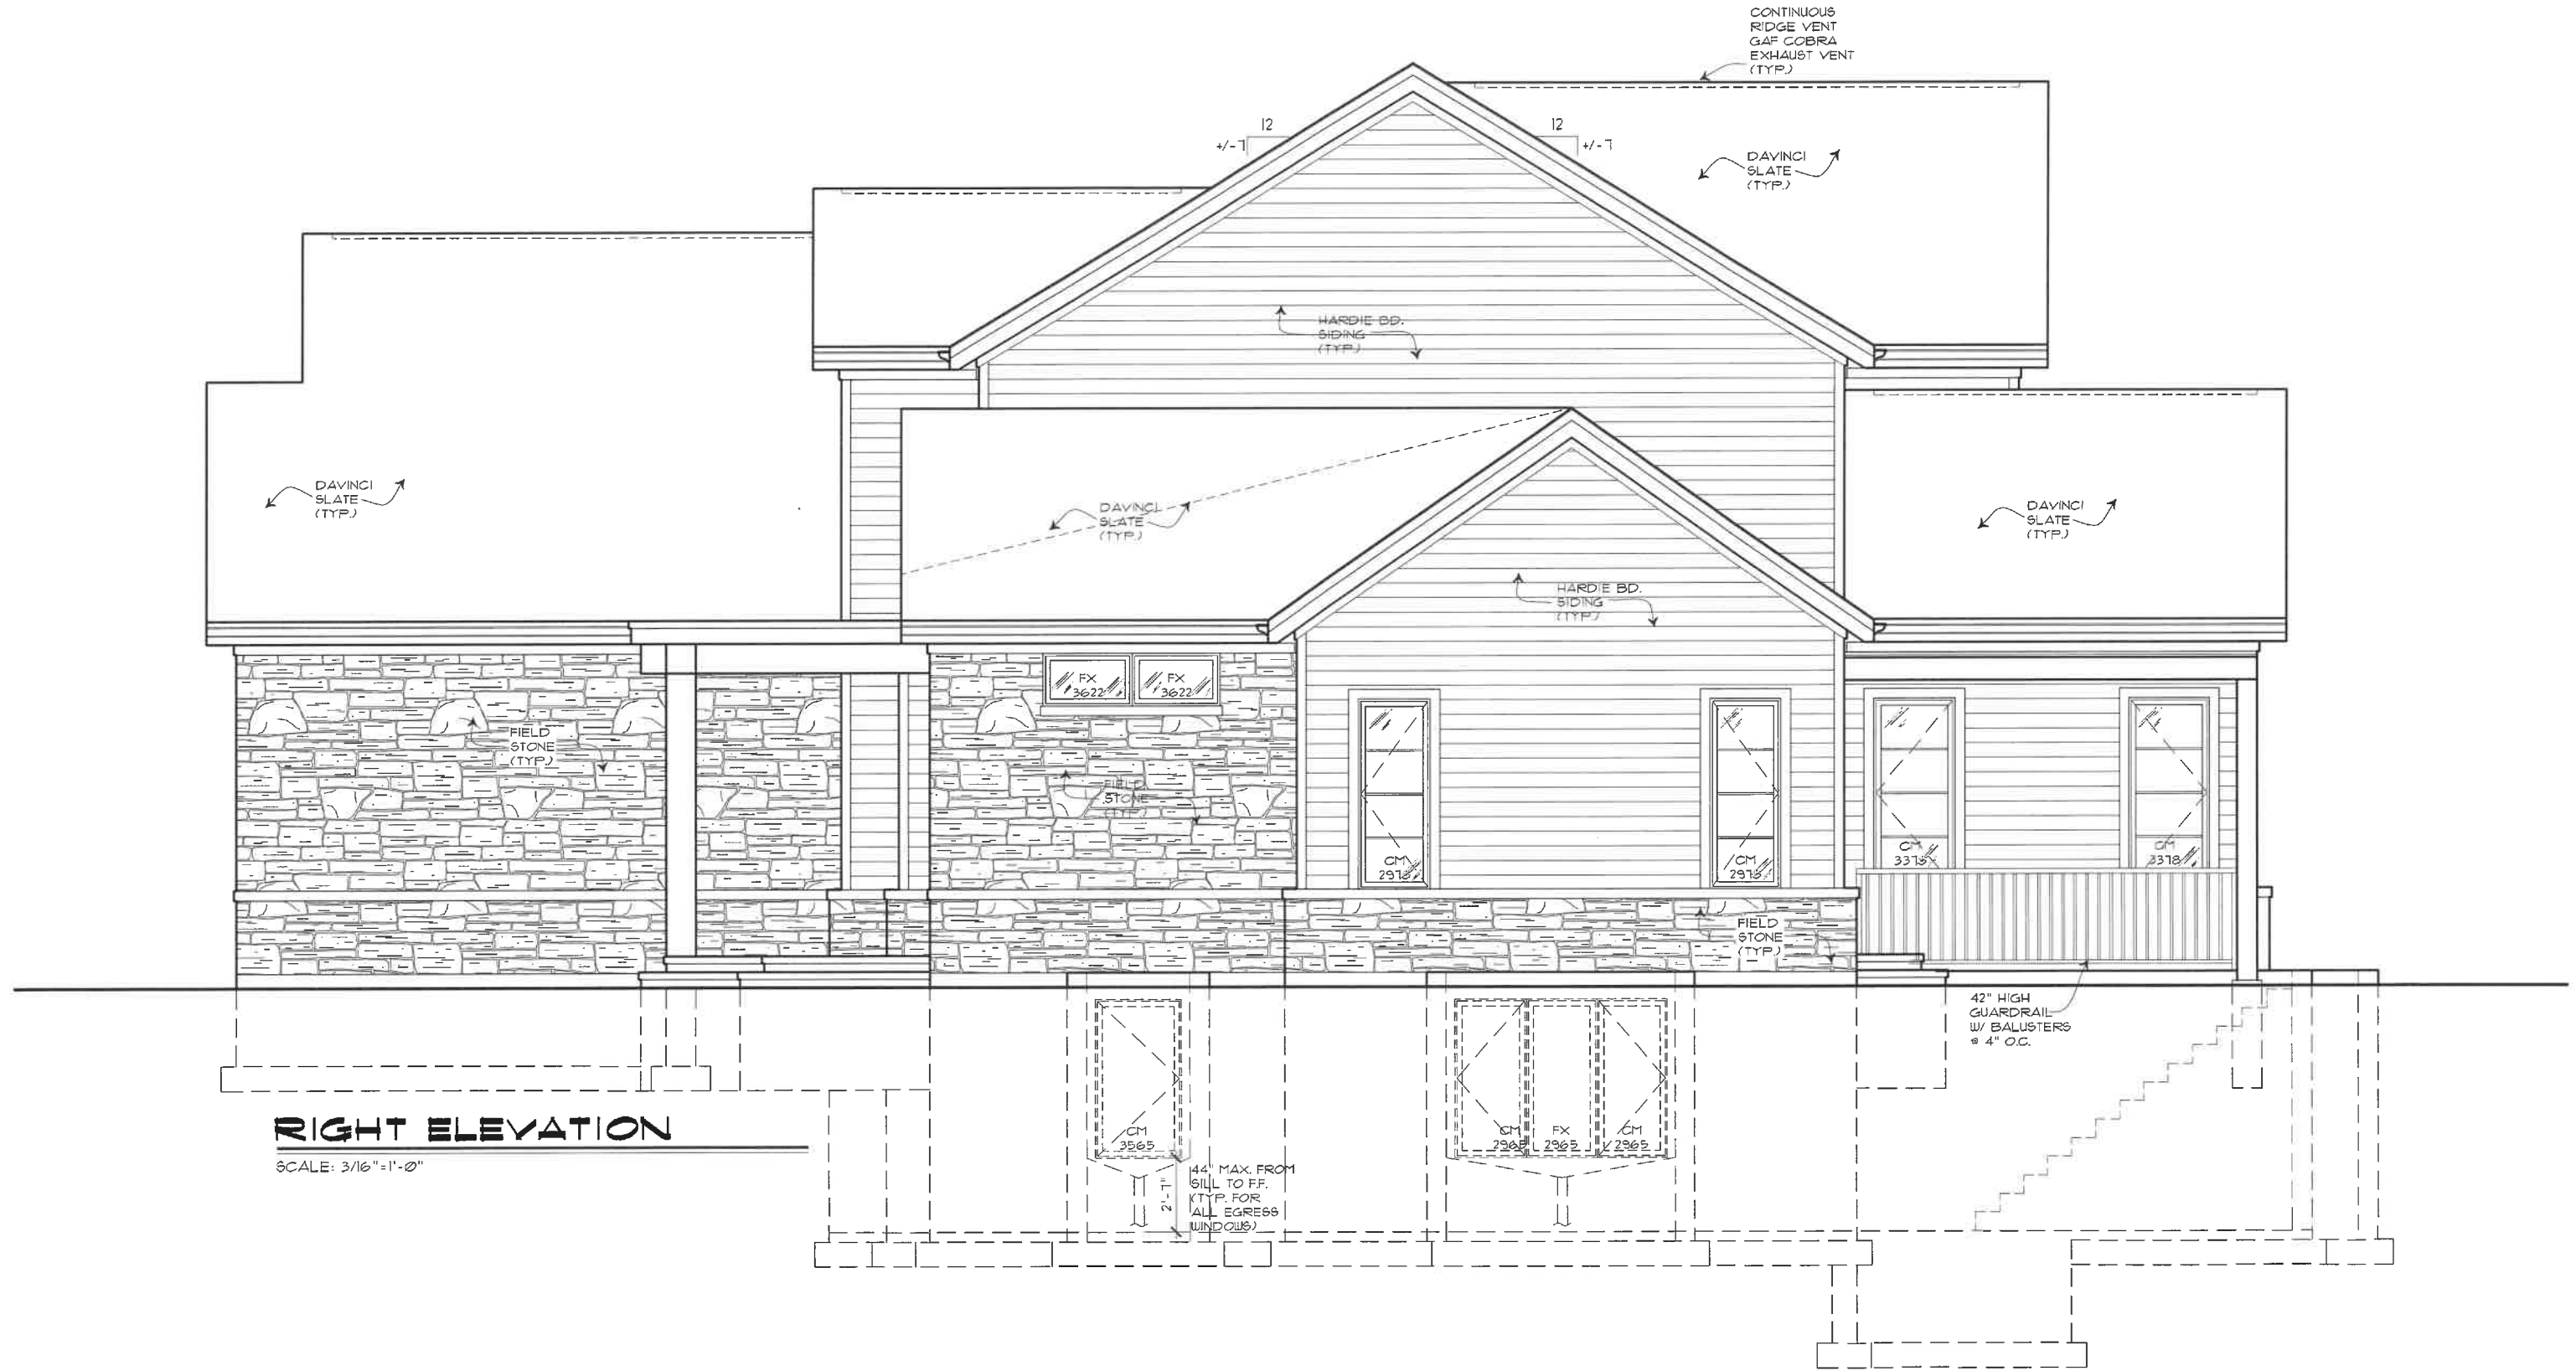 CONTINUOUS
RIDGE VENT
GAF COBRA
EXHAUST VENT
(TYP.)
12
+/-7
12
+/-7
DAVINCI
SLATE
(TYP.)
HARDIE BD.
SIDING
(TYP.)
DAVINCI
SLATE
(TYP.)
DAVINCI
SLATE
(TYP.)
DAVINCI
SLATE
(TYP.)
HARDIE BD.
SIDING
(TYP.)
FX
3622
FX
3622
FIELD
STONE
(TYP.)
FIELD
STONE
(TYP.)
CM
CM
CM
CM
3378
FIELD
STONE
(TYP.)
42" HIGH
GUARDRAIL
W/ BALUSTERS
@ 4" O.C.
CM
3565
CM
2965
FX
2965
CM
2965
2'-7"
44" MAX. FROM
SILL TO F.F.
(TYP. FOR
ALL EGRESS
WINDOWS)
RIGHT ELEVATION
SCALE: 3/16"=1'-0"